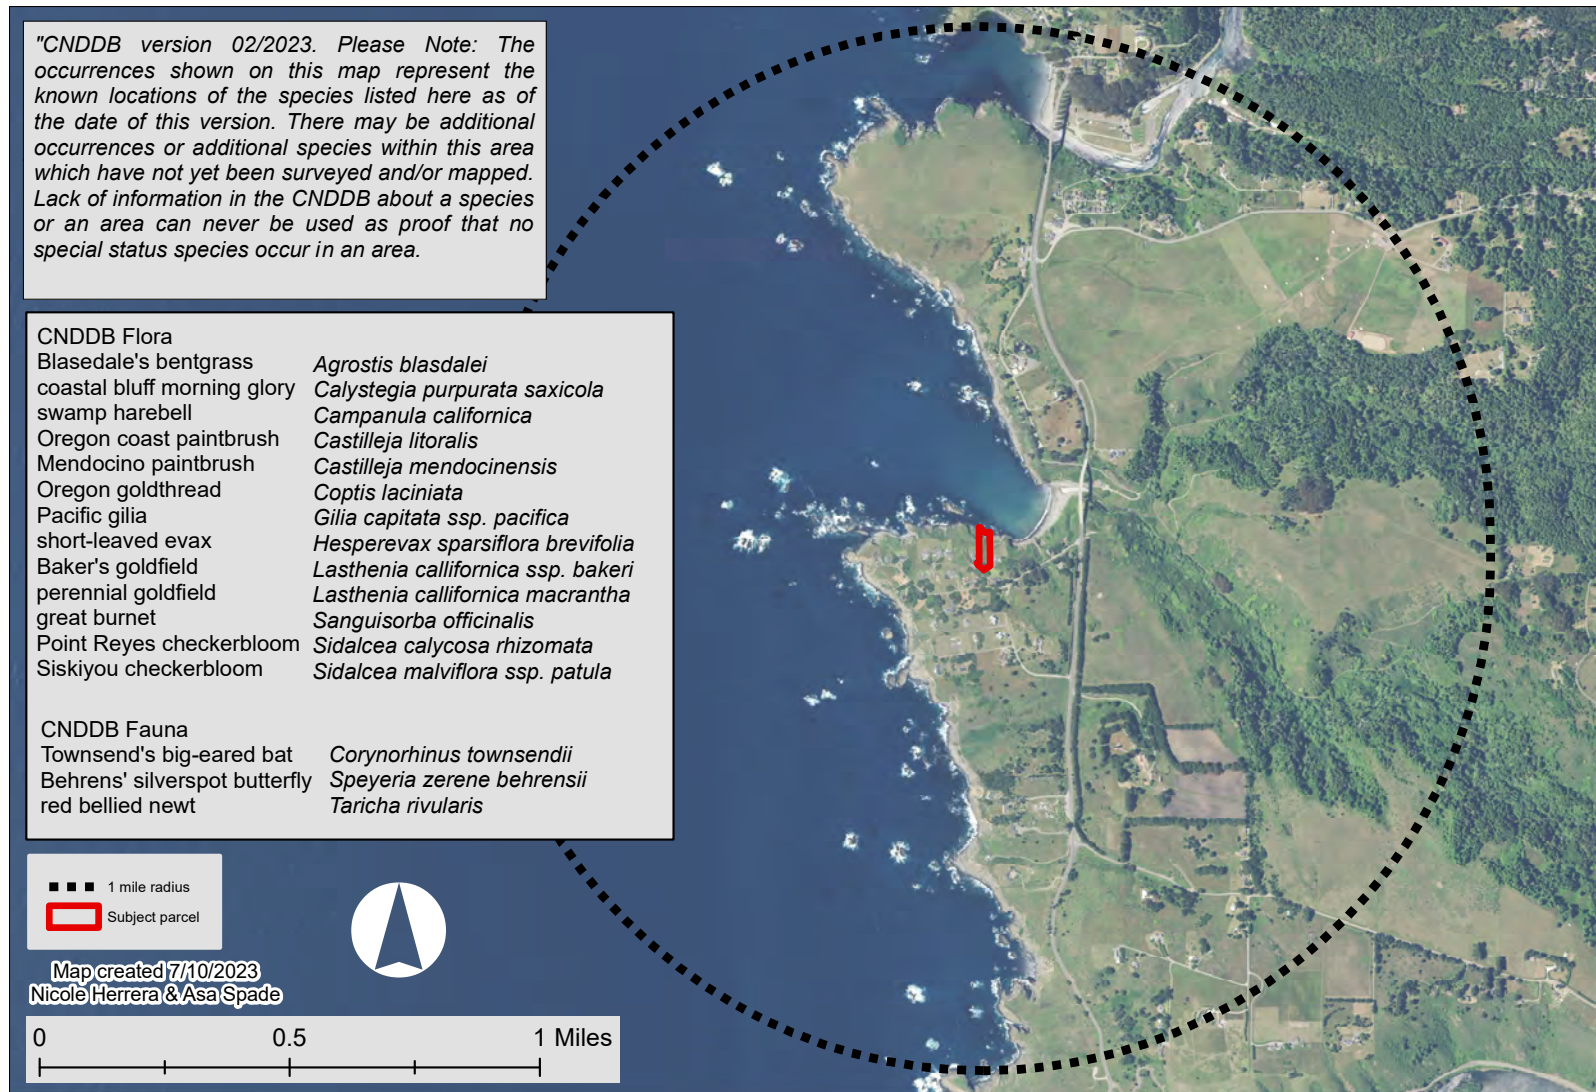 "CNDDB version 02/2023. Please Note: The
occurrences shown on this map represent the
known locations of the species listed here as of
the date of this version. There may be additional
occurrences or additional species within this area
which have not yet been surveyed and/or mapped.
Lack of information in the CNDDB about a species
or an area can never be used as proof that no
special status species occur in an area.
CNDDB Flora
Blasedale's bentgrass Agrostis blasdalei
coastal bluff morning glory Calystegia purpurata saxicola
swamp harebell Campanula californica
Oregon coast paintbrush Castilleja litoralis
Mendocino paintbrush Castilleja mendocinensis
Oregon goldthread Coptis laciniata
Pacific gilia Gilia capitata ssp. pacifica
short-leaved evax Hesperevax sparsiflora brevifolia
Baker's goldfield Lasthenia callifornica ssp. bakeri
perennial goldfield Lasthenia callifornica macrantha
great burnet Sanguisorba officinalis
Point Reyes checkerbloom Sidalcea calycosa rhizomata
Siskiyou checkerbloom Sidalcea malviflora ssp. patula
CNDDB Fauna
Townsend's big-eared bat Corynorhinus townsendii
Behrens' silverspot butterfly Speyeria zerene behrensii
red bellied newt Taricha rivularis
1 mile radius
Subject parcel
Map created 7/10/2023
Nicole Herrera & Asa Spade
0 0.5 1 Miles